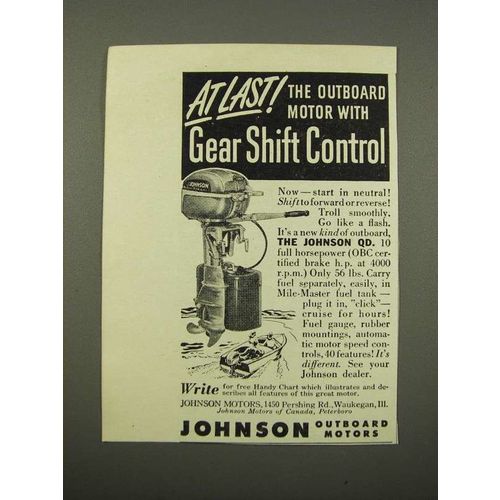 AT LAST!
THE OUTBOARD
MOTOR WITH
Gear Shift Control
JOHNSON
Now — start in neutral!
Shift to forward or reverse!
Troll smoothly.
Go like a flash.
It's a new kind of outboard,
THE JOHNSON QD. 10
full horsepower (OBC cer-
tified brake h.p. at 4000
r.p.m.) Only 56 lbs. Carry
fuel separately, easily, in
Mile-Master fuel tank —
plug it in, "click" —
cruise for hours!
Fuel gauge, rubber
mountings, automa-
tic motor speed con-
trols, 40 features! It's
different. See your
Johnson dealer.
Write for free Handy Chart which illustrates and de-
scribes all features of this great motor.
JOHNSON MOTORS, 1450 Pershing Rd., Waukegan, Ill.
Johnson Motors of Canada, Peterboro
JOHNSON OUTBOARD
MOTORS